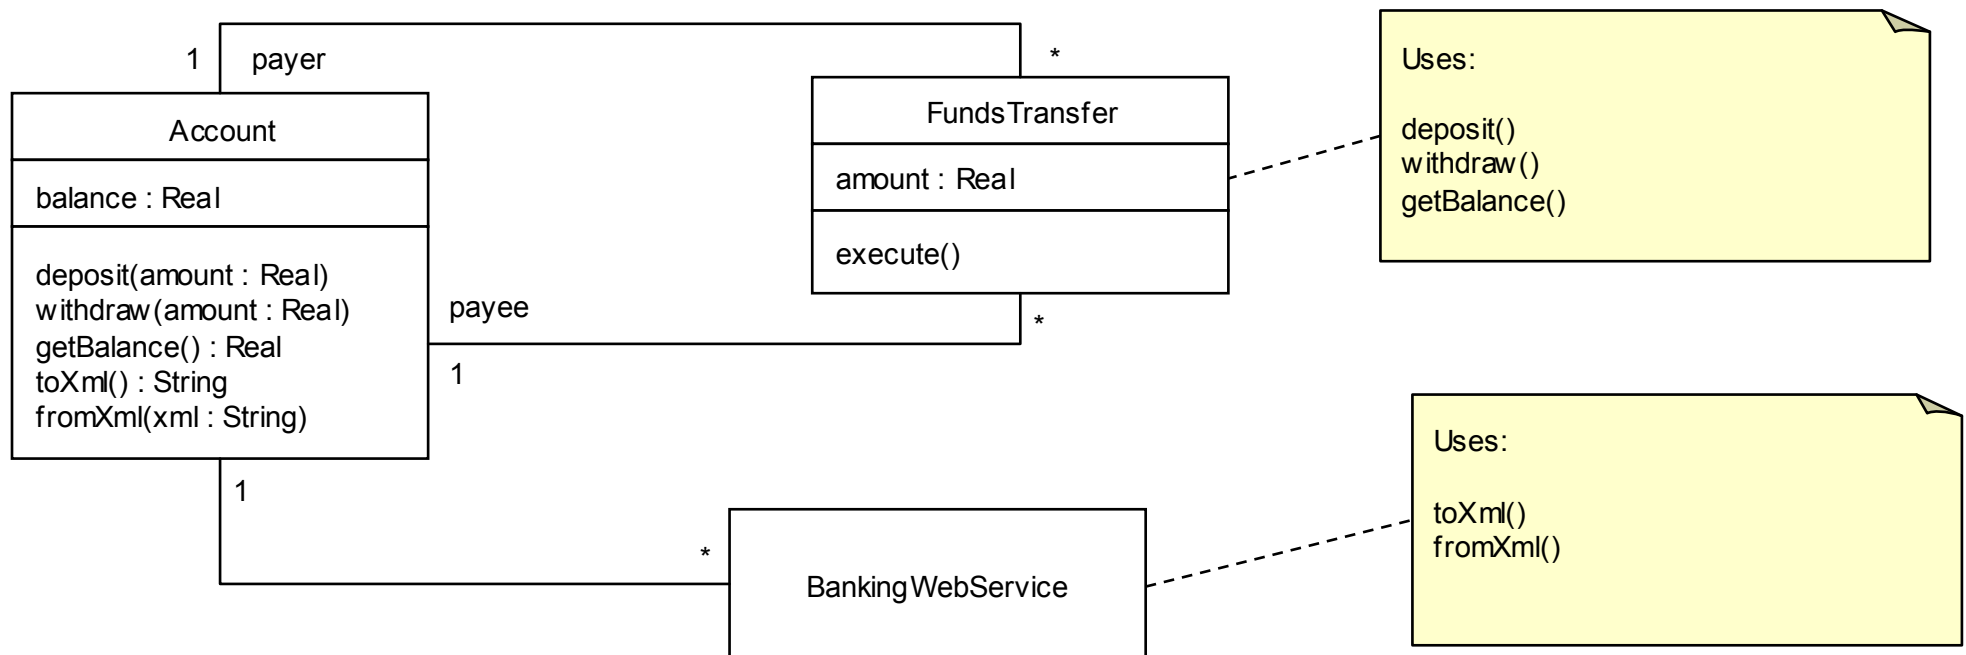 1
payer
*
Account
balance : Real
deposit(amount : Real)
withdraw(amount : Real)
getBalance() : Real
toXml() : String
fromXml(xml : String)
FundsTransfer
amount : Real
execute()
payee
1
*
Uses:
deposit()
withdraw()
getBalance()
1
*
BankingWebService
Uses:
toXml()
fromXml()